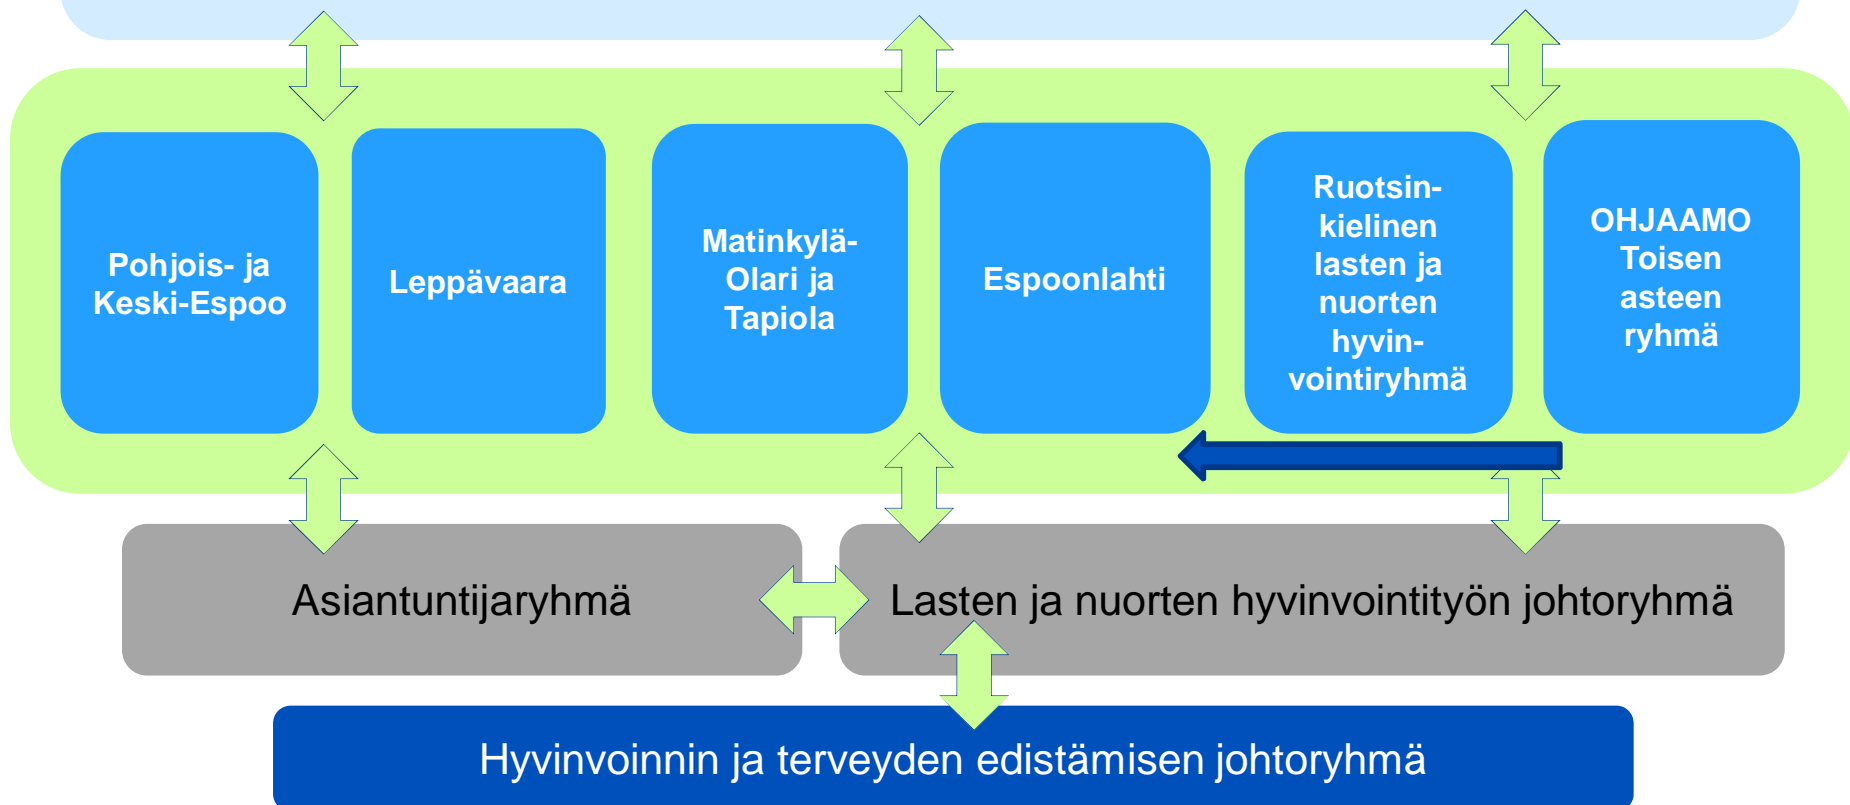 Pohjois- ja
Keski-Espoo
Leppävaara
Matinkylä-
Olari ja
Tapiola
Espoonlahti
Ruotsin-
kielinen
lasten ja
nuorten
hyvin-
vointiryhmä
OHJAAMO
Toisen
asteen
ryhmä
Asiantuntijaryhmä
Lasten ja nuorten hyvinvointityön johtoryhmä
Hyvinvoinnin ja terveyden edistämisen johtoryhmä